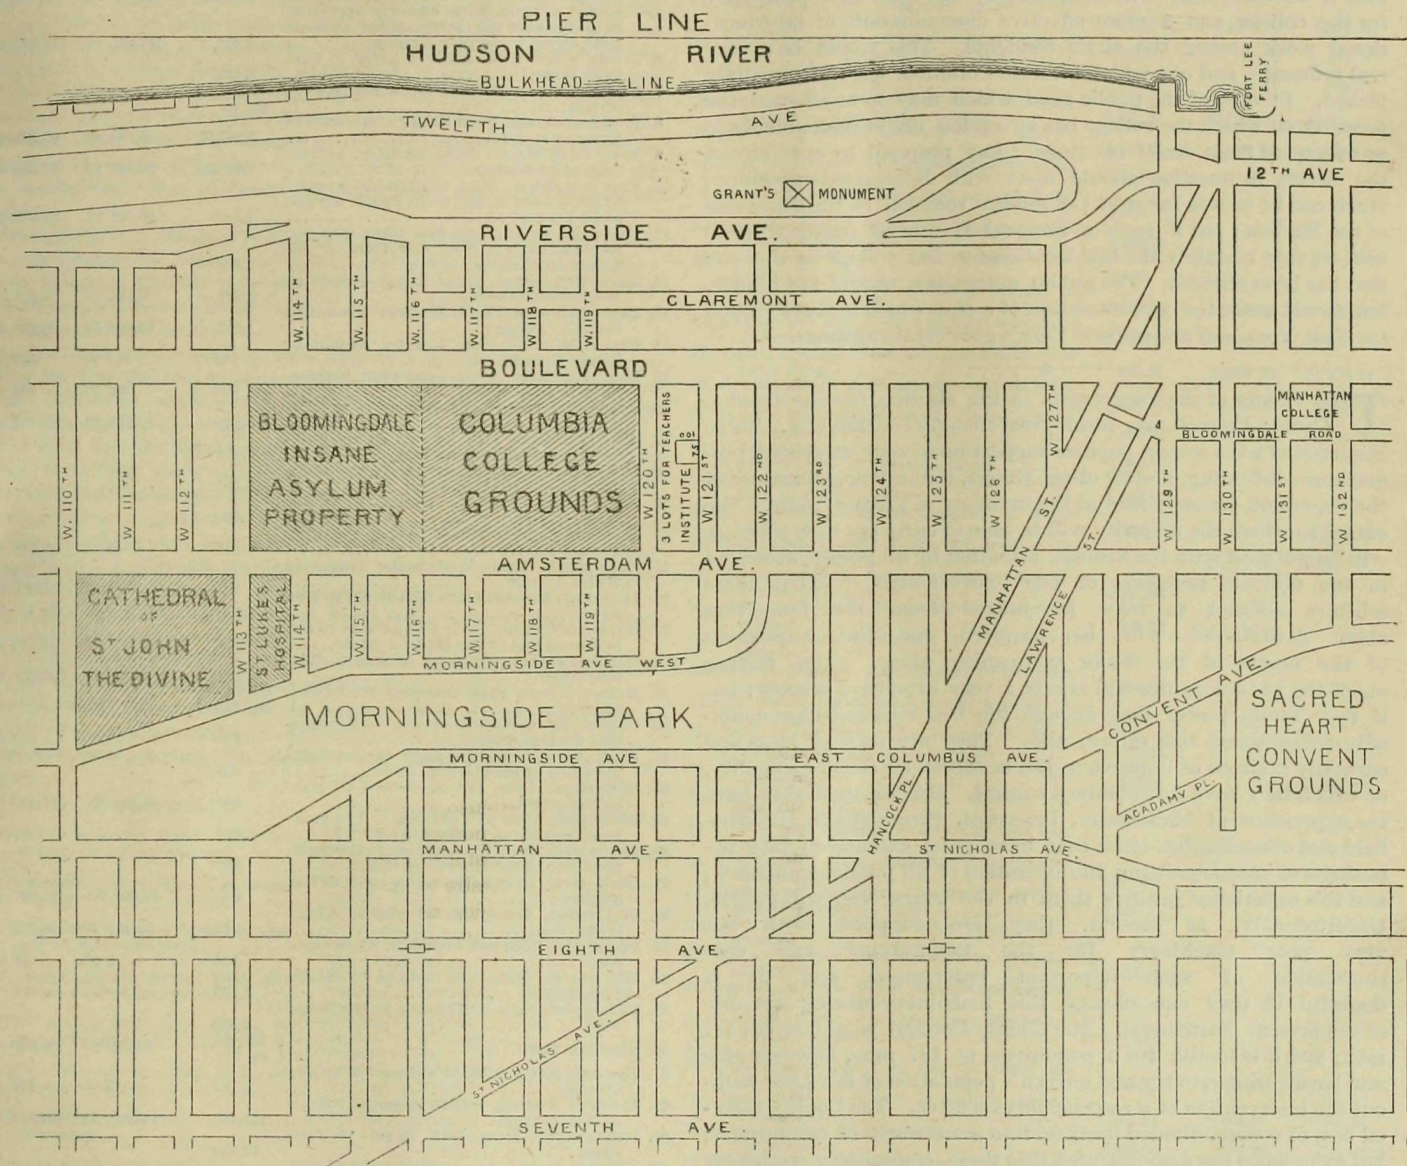 PIER LINE
HUDSON RIVER
BULKHEAD LINE
FORT LEE
FERRY
TWELFTH AVE
12TH AVE
GRANT'S MONUMENT
RIVERSIDE AVE.
W. 114TH
W. 115TH
W. 116TH
W. 117TH
W. 118TH
W. 119TH
CLAREMONT AVE.
BOULEVARD
W. 110TH
W. 111TH
W. 112TH
BLOOMINGDALE
INSANE
ASYLUM
PROPERTY
COLUMBIA
COLLEGE
GROUNDS
W 120TH
3 LOTS FOR TEACHERS
INSTITUTE
100
75
W. 121ST
W. 122ND
W. 123RD
W. 124TH
W. 125TH
W 126TH
W 127TH
MANHATTAN ST.
LAWRENCE ST.
4
MANHATTAN
COLLEGE
BLOOMINGDALE ROAD
W 129TH
W 130TH
W 131ST
W 132ND
AMSTERDAM AVE.
CATHEDRAL
OF
ST JOHN
THE DIVINE
W 113TH
ST LUKES
HOSPITAL
W 114TH
W 115TH
W 116TH
W 117TH
W 118TH
W 119TH
MORNINGSIDE AVE WEST
MORNINGSIDE PARK
CONVENT AVE.
SACRED
HEART
CONVENT
GROUNDS
MORNINGSIDE AVE EAST COLUMBUS AVE.
HANCOCK PL
ACADAMY PL.
MANHATTAN AVE.
ST NICHOLAS AVE.
EIGHTH AVE.
ST NICHOLAS AVE.
SEVENTH AVE.